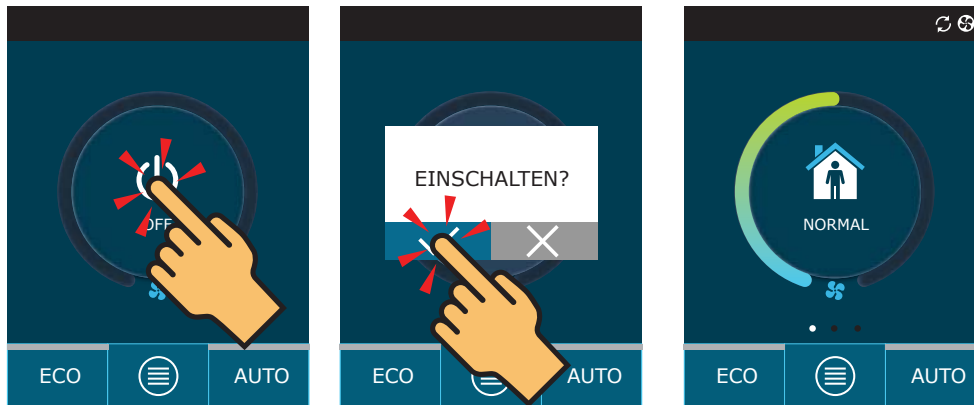 OFF
ECO
AUTO
EINSCHALTEN?
ECO
AUTO
NORMAL
ECO
AUTO